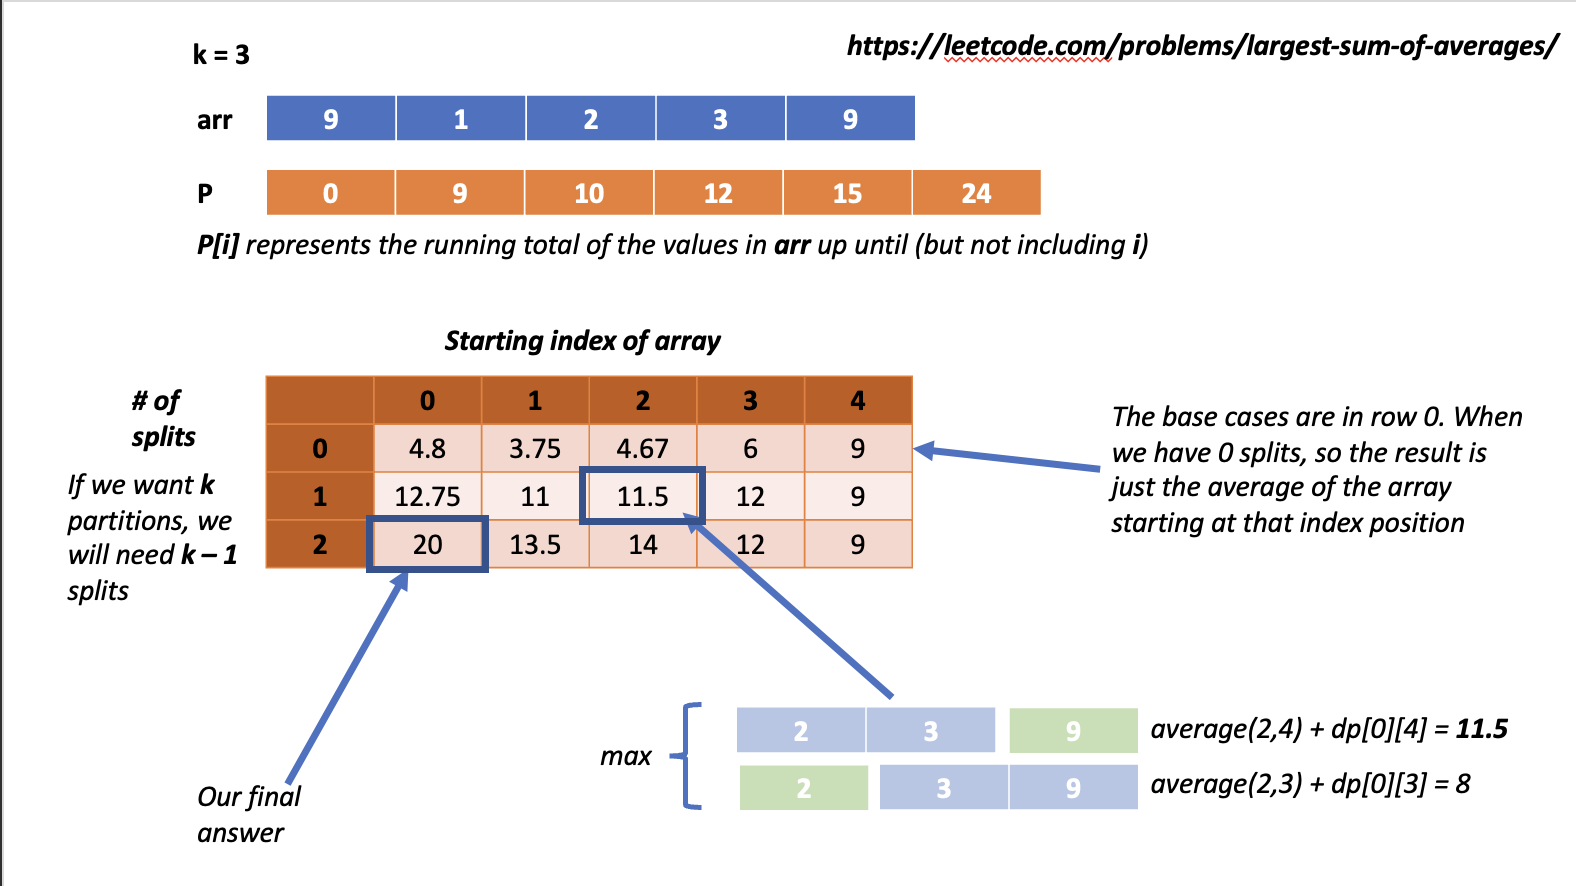 k = 3
https://leetcode.com/problems/largest-sum-of-averages/
arr 9 1 2 3 9
P 0 9 10 12 15 24
P[i] represents the running total of the values in arr up until (but not including i)
Starting index of array
# of
splits
If we want k
partitions, we
will need k – 1
splits
0 1 2 3 4
0 4.8 3.75 4.67 6 9
1 12.75 11 11.5 12 9
2 20 13.5 14 12 9
The base cases are in row 0. When
we have 0 splits, so the result is
just the average of the array
starting at that index position
max
2 3 9 average(2,4) + dp[0][4] = 11.5
2 3 9 average(2,3) + dp[0][3] = 8
Our final
answer